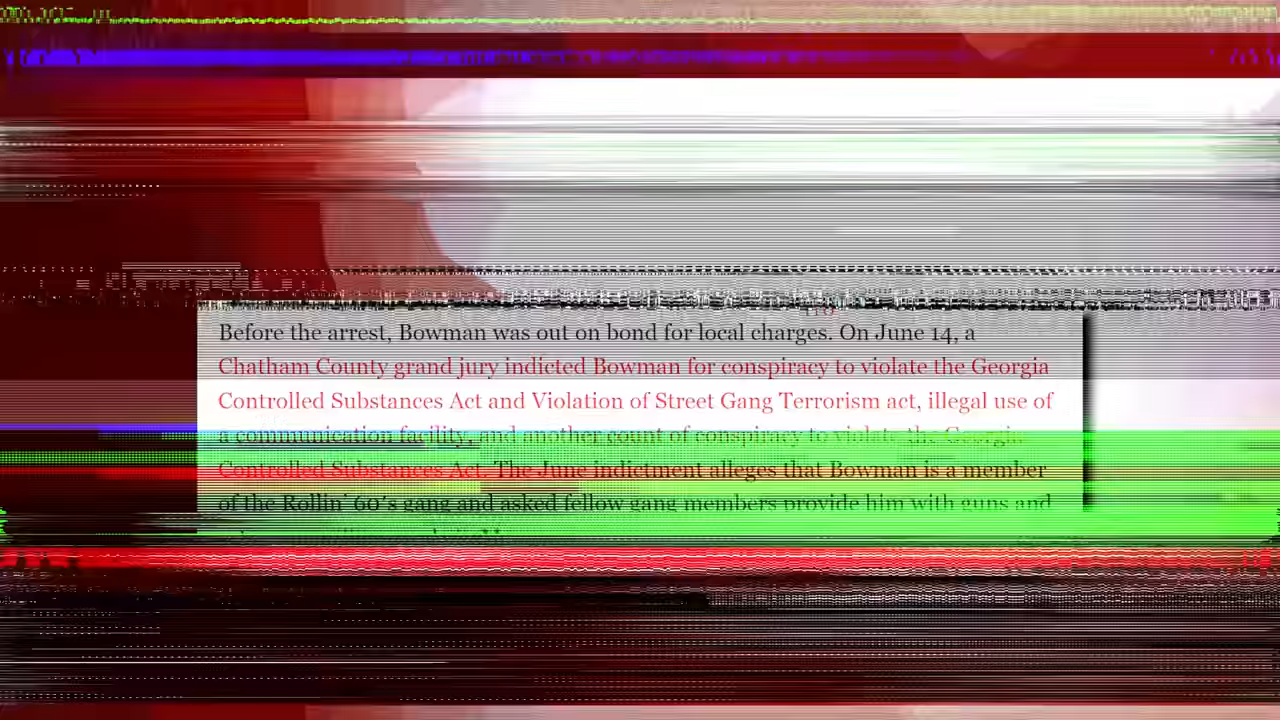 Before the arrest, Bowman was out on bond for local charges. On June 14, a
Chatham County grand jury indicted Bowman for conspiracy to violate the Georgia
Controlled Substances Act and Violation of Street Gang Terrorism act, illegal use of
a communication facility, and another count of conspiracy to violate the Georgia
Controlled Substances Act. The June indictment alleges that Bowman is a member
of the Rollin' 60's gang and asked fellow gang members provide him with guns and